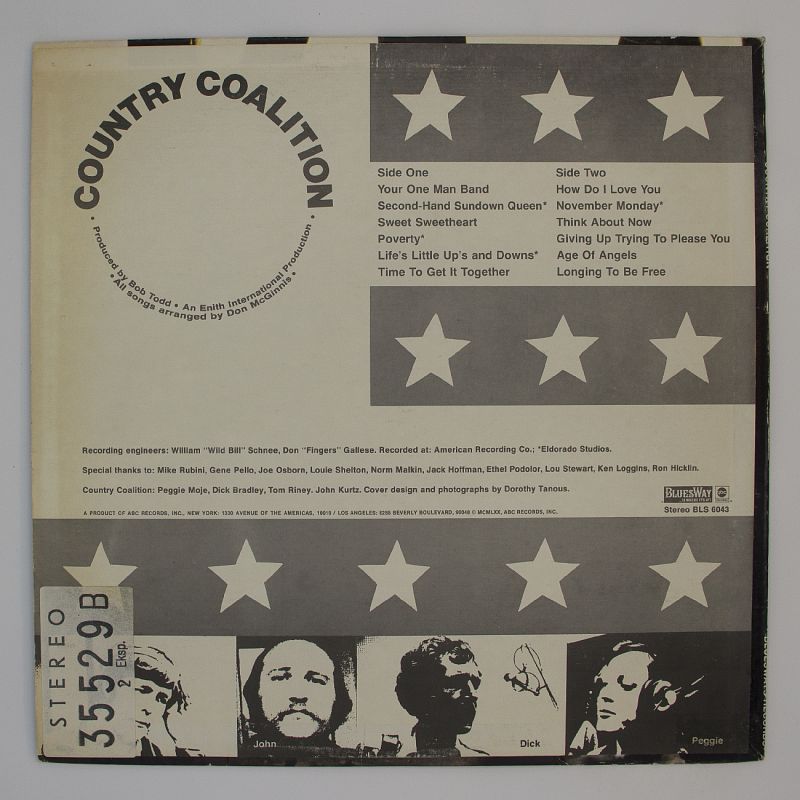 COUNTRY COALITION
• Produced by Bob Todd • An Enith International Production •
• All songs arranged by Don McGinnis •
Side One
Your One Man Band
Second-Hand Sundown Queen*
Sweet Sweetheart
Poverty*
Life's Little Up's and Downs*
Time To Get It Together
Side Two
How Do I Love You
November Monday*
Think About Now
Giving Up Trying To Please You
Age Of Angels
Longing To Be Free
Recording engineers: William "Wild Bill" Schnee, Don "Fingers" Gallese. Recorded at: American Recording Co.; *Eldorado Studios.
Special thanks to: Mike Rubini, Gene Pello, Joe Osborn, Louie Shelton, Norm Malkin, Jack Hoffman, Ethel Podolor, Lou Stewart, Ken Loggins, Ron Hicklin.
Country Coalition: Peggie Moje, Dick Bradley, Tom Riney. John Kurtz. Cover design and photographs by Dorothy Tanous.
A PRODUCT OF ABC RECORDS, INC., NEW YORK: 1330 AVENUE OF THE AMERICAS, 10019 / LOS ANGELES: 8255 BEVERLY BOULEVARD, 90048 © MCMLXX, ABC RECORDS, INC.
BLUESWAY
abc
Stereo BLS 6043
STEREO
35529B
2 Eksp.
John
Dick
Peggie